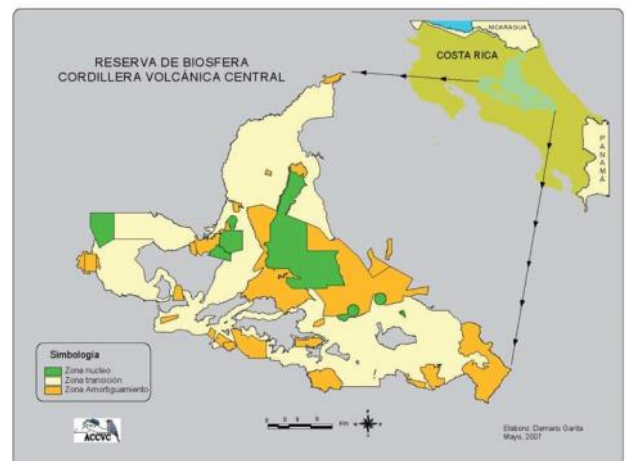 RESERVA DE BIOSFERA
CORDILLERA VOLCÁNICA CENTRAL
NICARAGUA
COSTA RICA
PANAMÁ
Simbología
Zona nucleo
Zona transición
Zona Amortiguamiento
ACCVC
Km
Elaboro: Damaris Garita
Mayo, 2007